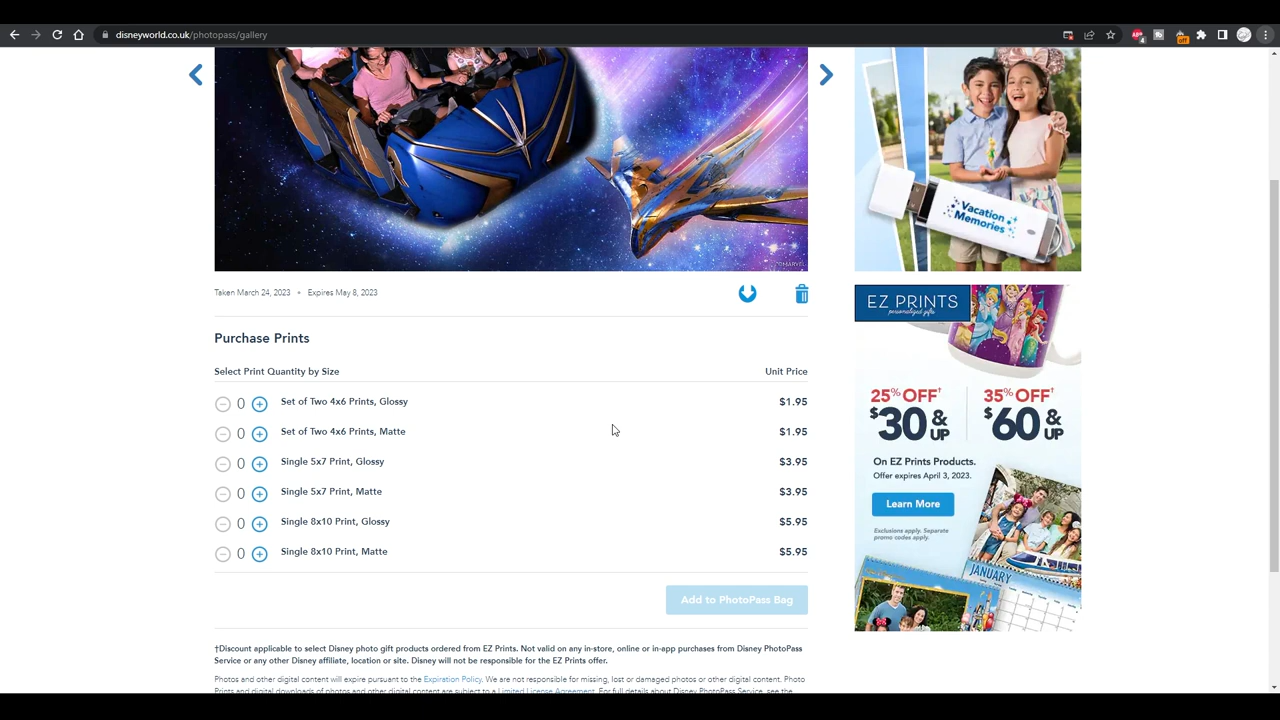 disneyworld.co.uk/photopass/gallery
4
off
Vacation
Memories
©MARVEL
Taken March 24, 2023 • Expires May 8, 2023
Purchase Prints
Select Print Quantity by Size Unit Price
0 Set of Two 4x6 Prints, Glossy $1.95
0 Set of Two 4x6 Prints, Matte $1.95
0 Single 5x7 Print, Glossy $3.95
0 Single 5x7 Print, Matte $3.95
0 Single 8x10 Print, Glossy $5.95
0 Single 8x10 Print, Matte $5.95
Add to PhotoPass Bag
†Discount applicable to select Disney photo gift products ordered from EZ Prints. Not valid on any in-store, online or in-app purchases from Disney PhotoPass
Service or any other Disney affiliate, location or site. Disney will not be responsible for the EZ Prints offer.
Photos and other digital content will expire pursuant to the Expiration Policy. We are not responsible for missing, lost or damaged photos or other digital content. Photo
Prints and digital downloads of photos and other digital content are subject to a Limited License Agreement. For full details about Disney PhotoPass Service, see the
EZ PRINTS
personalized gifts
25% OFF† 35% OFF†
$30 & UP $60 & UP
On EZ Prints Products.
Offer expires April 3, 2023.
Learn More
Exclusions apply. Separate
promo codes apply.
JANUARY